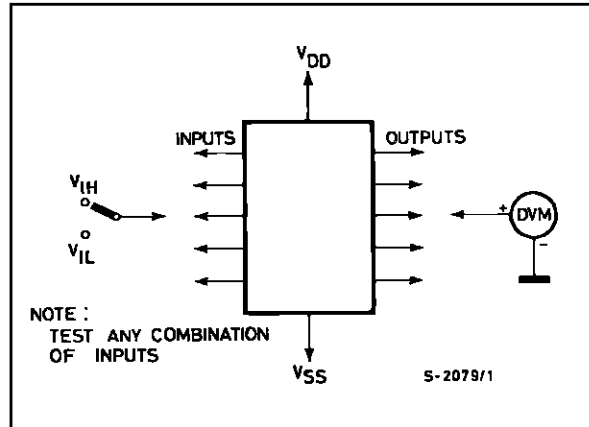 VDD
INPUTS
OUTPUTS
VIH
VIL
+
DVM
-
NOTE :
TEST ANY COMBINATION
OF INPUTS
VSS
S-2079/1